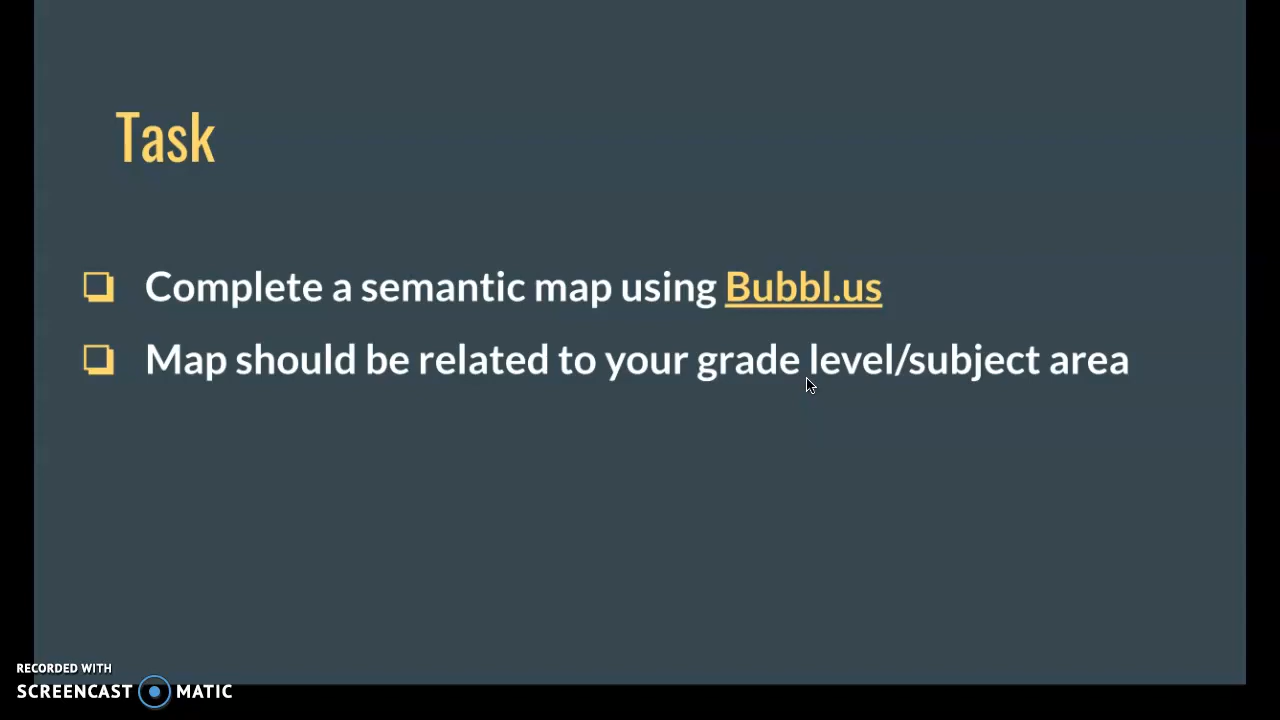 Task
Complete a semantic map using Bubbl.us
Map should be related to your grade level/subject area
RECORDED WITH
SCREENCAST MATIC